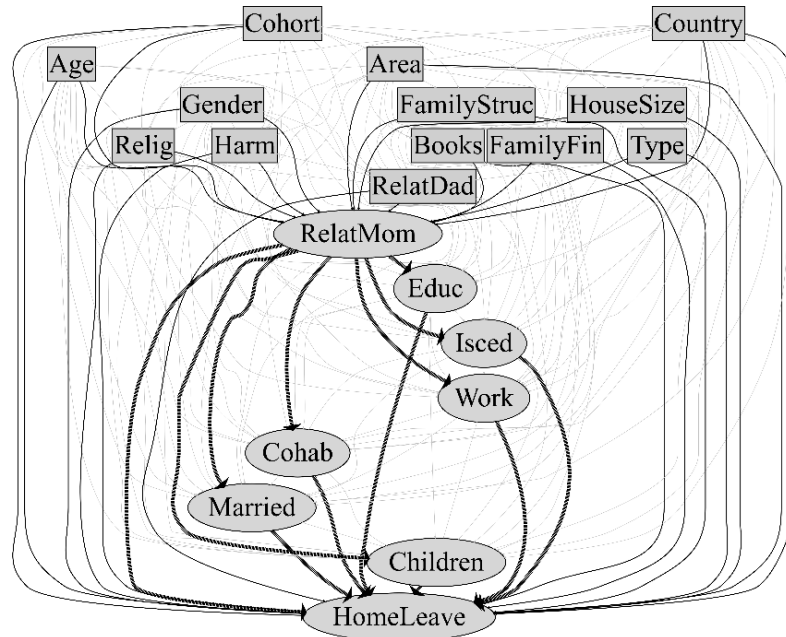 Cohort
Country
Age
Area
Gender
FamilyStruc
HouseSize
Relig
Harm
Books
FamilyFin
Type
RelatDad
RelatMom
Educ
Isced
Work
Cohab
Married
Children
HomeLeave